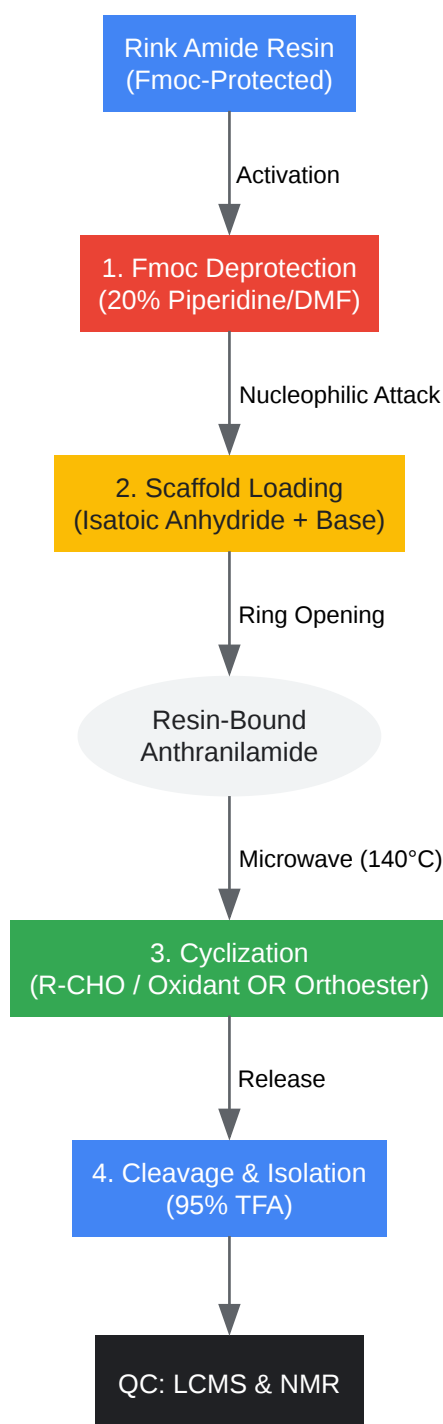 Rink Amide Resin
(Fmoc-Protected)
Activation
1. Fmoc Deprotection
(20% Piperidine/DMF)
Nucleophilic Attack
2. Scaffold Loading
(Isatoic Anhydride + Base)
Ring Opening
Resin-Bound
Anthranilamide
Microwave (140°C)
3. Cyclization
(R-CHO / Oxidant OR Orthoester)
Release
4. Cleavage & Isolation
(95% TFA)
QC: LCMS & NMR